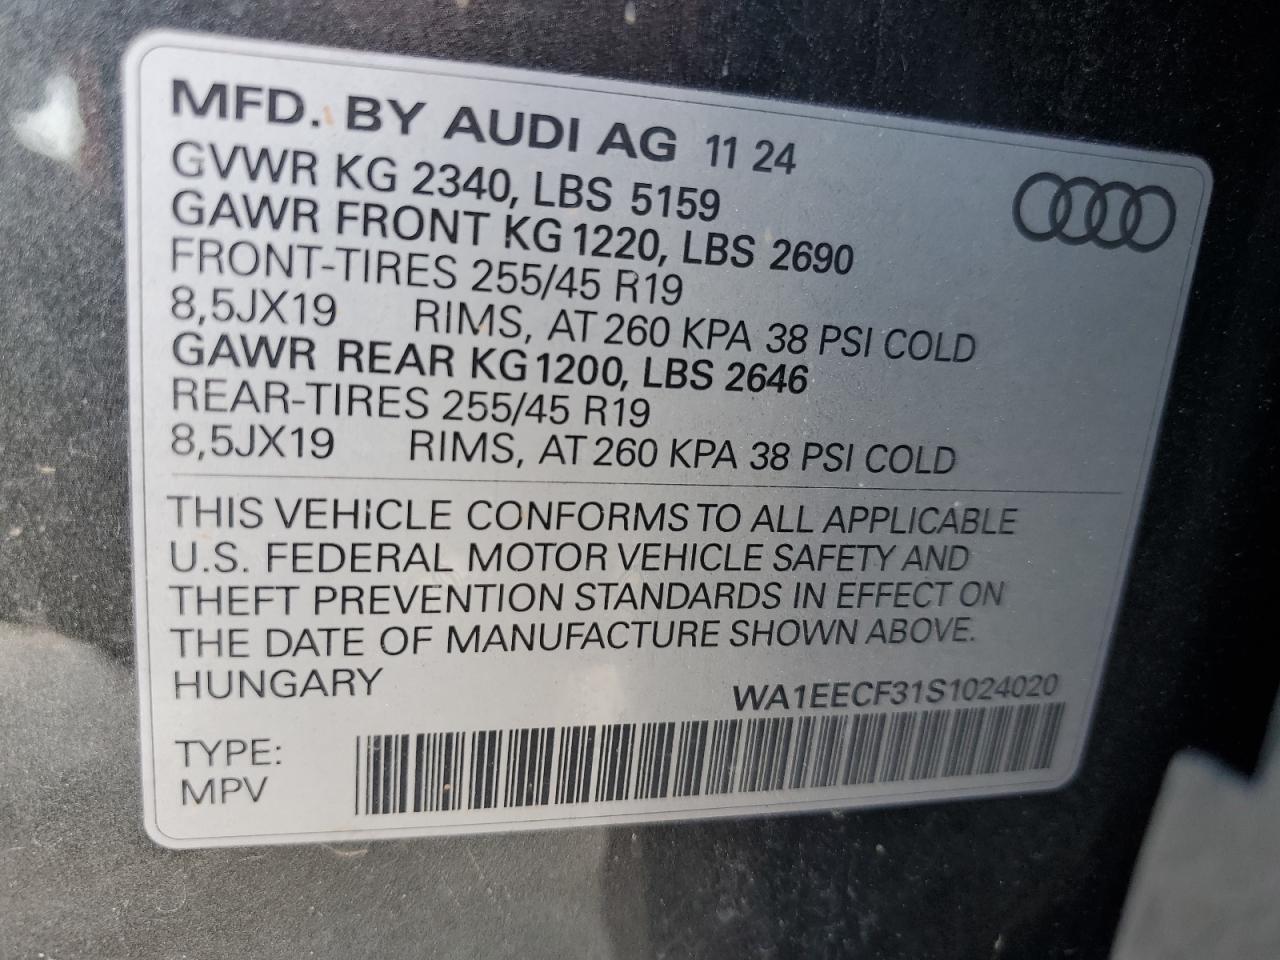 MFD. BY AUDI AG 11 24
GVWR KG 2340, LBS 5159
GAWR FRONT KG 1220, LBS 2690
FRONT-TIRES 255/45 R19
8,5JX19 RIMS, AT 260 KPA 38 PSI COLD
GAWR REAR KG 1200, LBS 2646
REAR-TIRES 255/45 R19
8,5JX19 RIMS, AT 260 KPA 38 PSI COLD
THIS VEHICLE CONFORMS TO ALL APPLICABLE
U.S. FEDERAL MOTOR VEHICLE SAFETY AND
THEFT PREVENTION STANDARDS IN EFFECT ON
THE DATE OF MANUFACTURE SHOWN ABOVE.
HUNGARY WA1EECF31S1024020
TYPE:
MPV